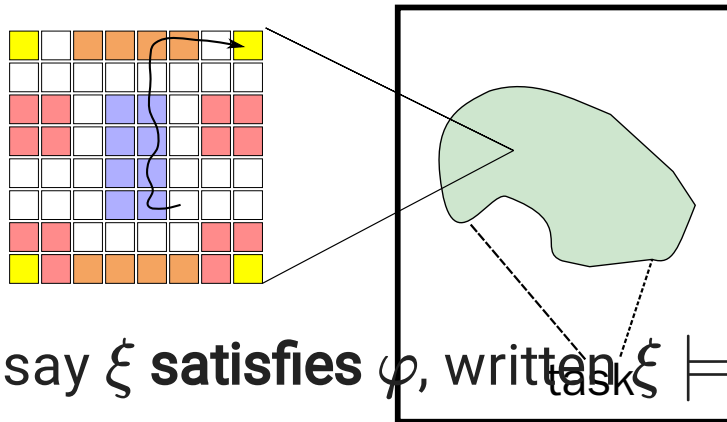 say ξ satisfies φ, written ξ ⊨
task